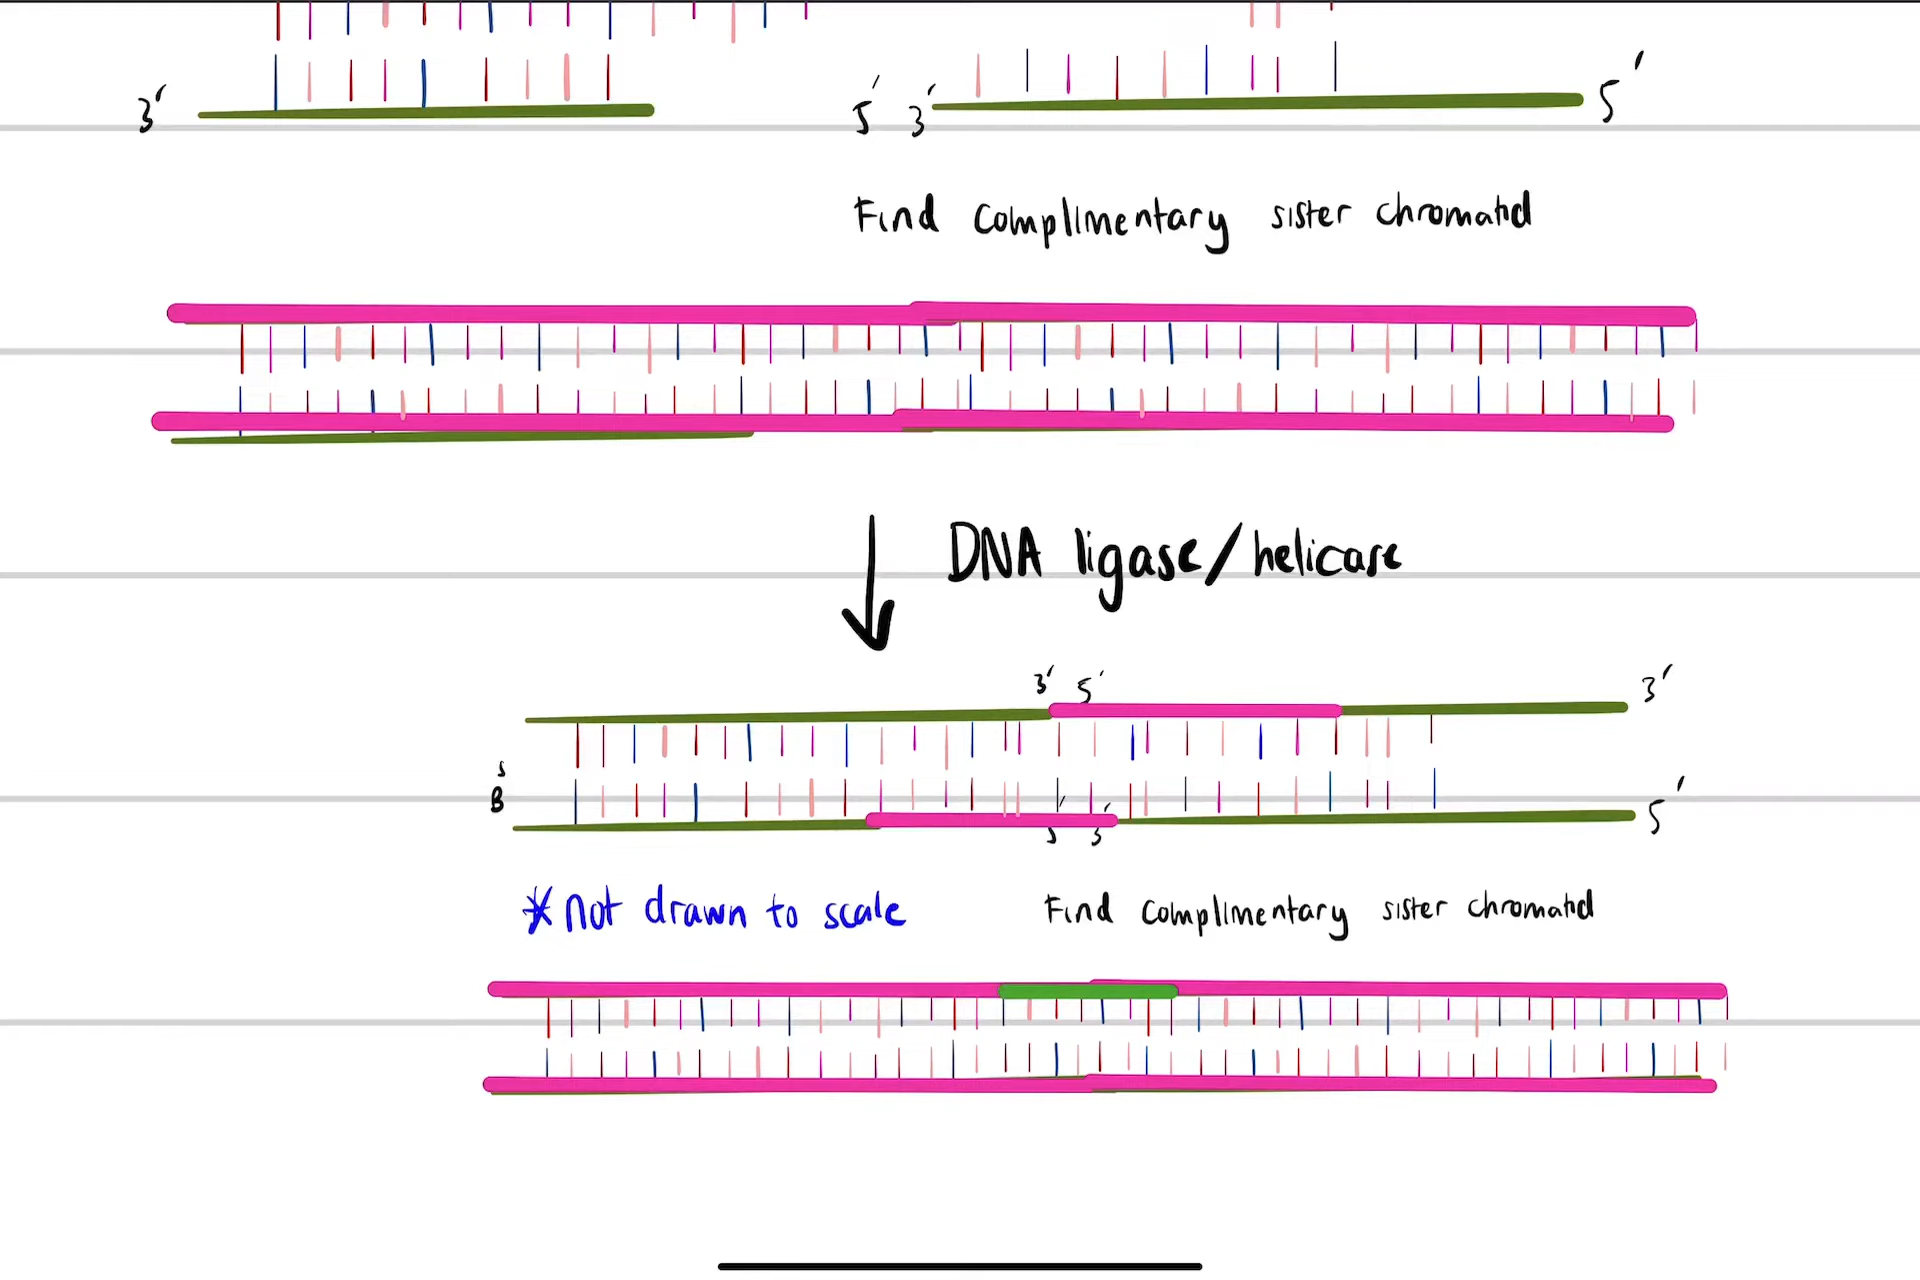 3' 5' 3' 5'
Find Complimentary sister chromatid
DNA ligase/helicase
3' 5' 3'
5'
5' 3'
*not drawn to scale
Find Complimentary sister chromatid